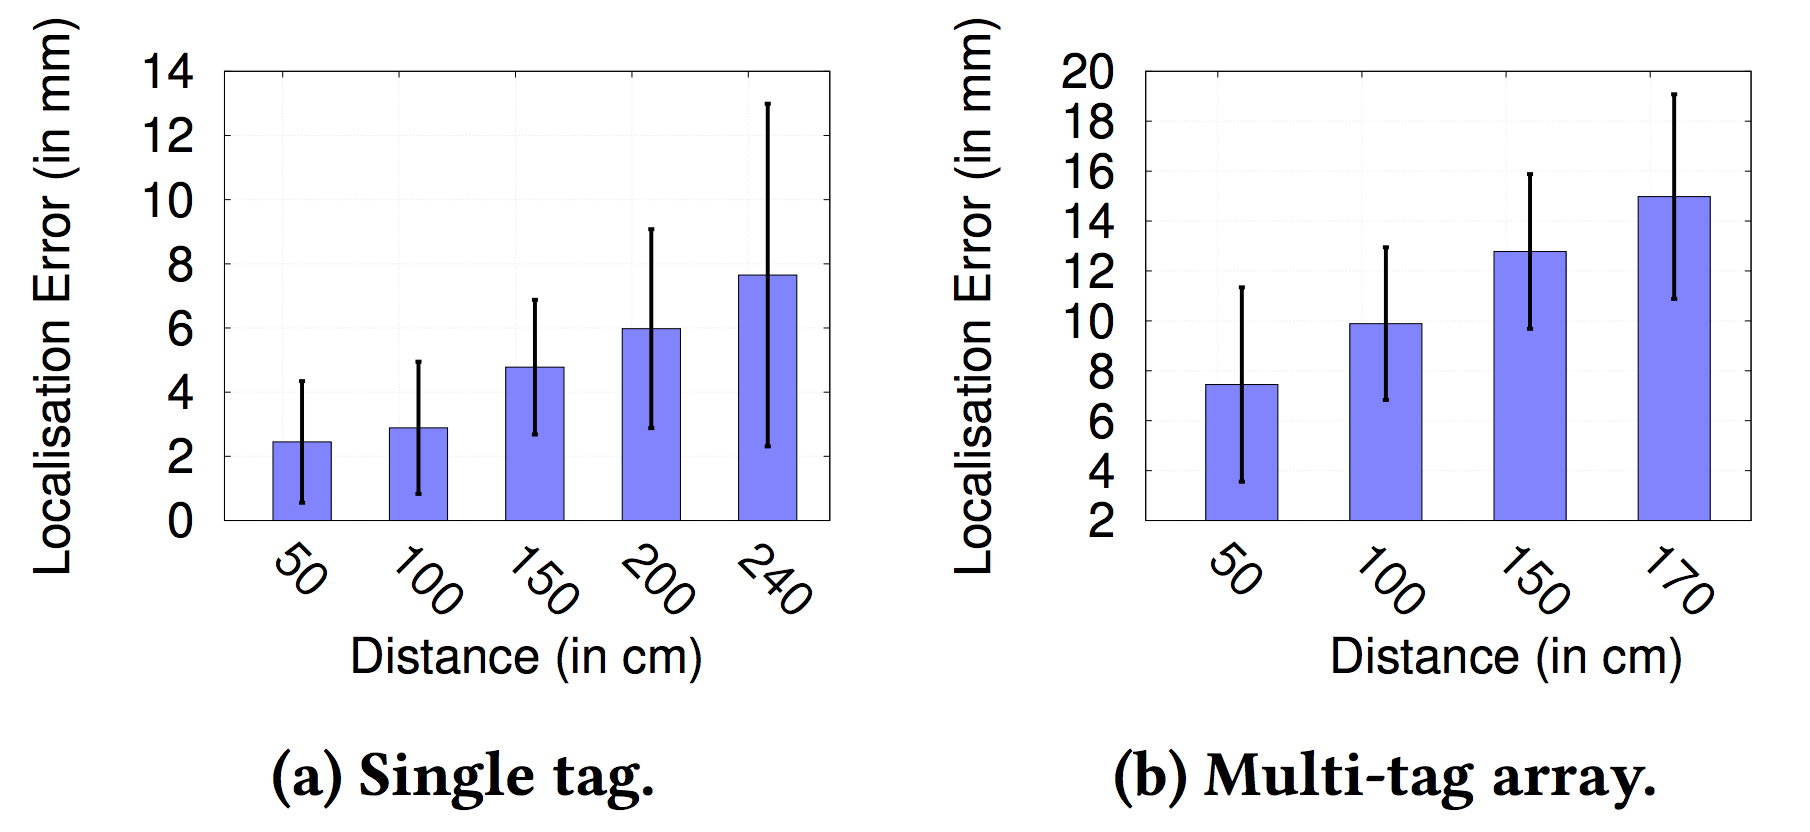 Localisation Error (in mm)
14
12
10
8
6
4
2
0
50 100 150 200 240
Distance (in cm)
(a) Single tag.
Localisation Error (in mm)
20
18
16
14
12
10
8
6
4
2
50 100 150 170
Distance (in cm)
(b) Multi-tag array.